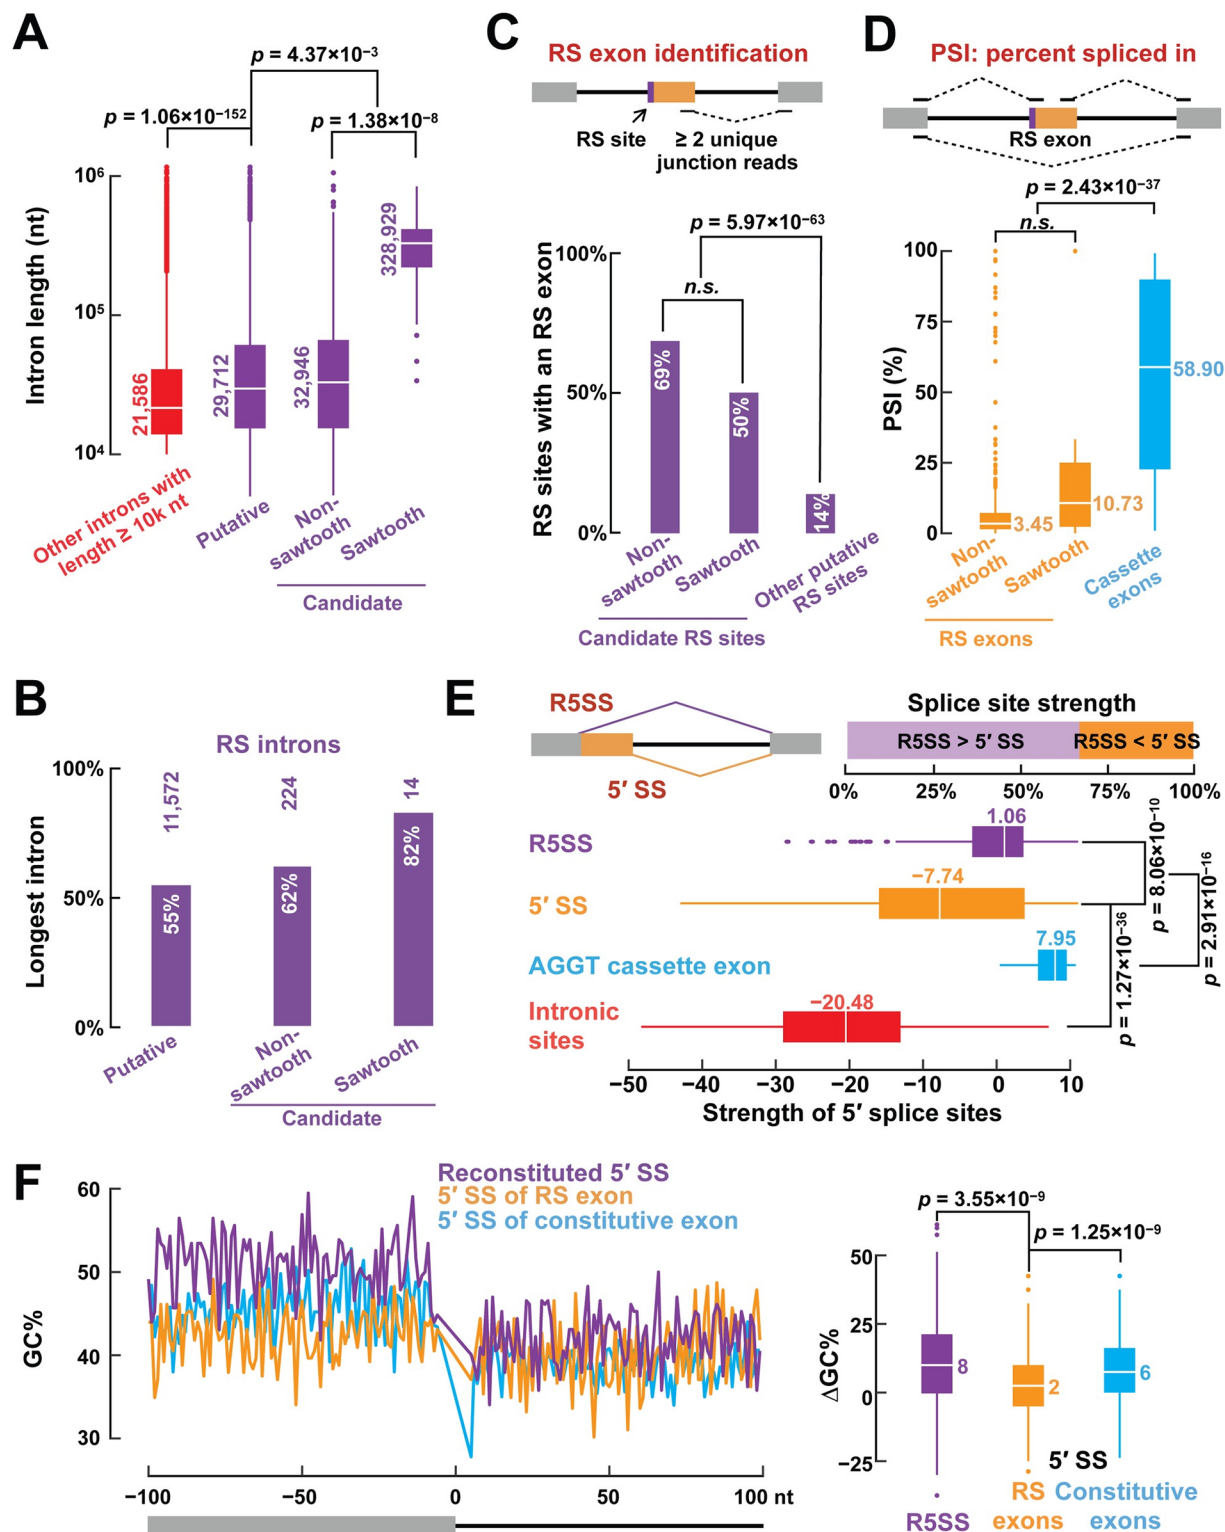 A
p = 4.37×10⁻³
p = 1.06×10⁻¹⁵²
p = 1.38×10⁻⁸
Intron length (nt)
10⁶
10⁵
10⁴
21,586
29,712
32,946
328,929
Other introns with
length ≥ 10k nt
Putative
Non-
sawtooth
Sawtooth
Candidate
B
RS introns
Longest intron
100%
50%
0%
11,572
224
14
55%
62%
82%
Putative
Non-
sawtooth
Sawtooth
Candidate
C
RS exon identification
RS site
≥ 2 unique
junction reads
p = 5.97×10⁻⁶³
n.s.
RS sites with an RS exon
100%
50%
0%
69%
50%
14%
Non-
sawtooth
Sawtooth
Other putative
RS sites
Candidate RS sites
D
PSI: percent spliced in
RS exon
p = 2.43×10⁻³⁷
n.s.
PSI (%)
100
75
50
25
0
3.45
10.73
58.90
Non-
sawtooth
Sawtooth
Cassette
exons
RS exons
E
R5SS
5′ SS
Splice site strength
R5SS > 5′ SS
R5SS < 5′ SS
0%
25%
50%
75%
100%
R5SS
1.06
5′ SS
−7.74
AGGT cassette exon
7.95
Intronic
sites
−20.48
p = 8.06×10⁻¹⁰
p = 2.91×10⁻¹⁶
p = 1.27×10⁻³⁶
−50
−40
−30
−20
−10
0
10
Strength of 5′ splice sites
F
Reconstituted 5′ SS
5′ SS of RS exon
5′ SS of constitutive exon
GC%
60
50
40
30
−100
−50
0
50
100 nt
p = 3.55×10⁻⁹
p = 1.25×10⁻⁹
ΔGC%
50
25
0
−25
8
2
6
5′ SS
R5SS
RS
exons
Constitutive
exons